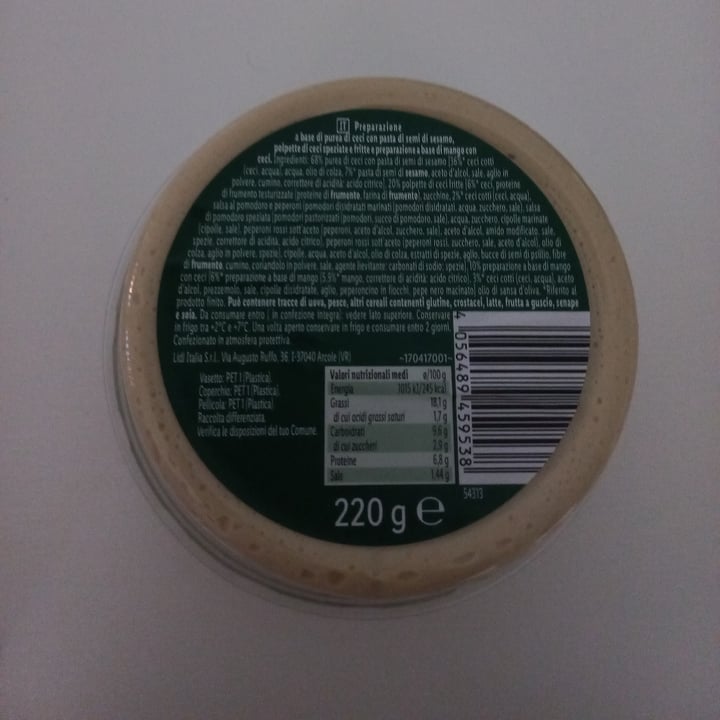 IT Preparazione
a base di purea di ceci con pasta di semi di sesamo,
polpette di ceci speziate e fritte e preparazione a base di mango con
ceci. Ingredienti: 68% purea di ceci con pasta di semi di sesamo [36%* ceci cotti
(ceci, acqua), acqua, olio di colza, 7%* pasta di semi di sesamo, aceto d'alcol, sale, aglio in
polvere, cumino, correttore di acidità: acido citrico], 20% polpette di ceci fritte [6%* ceci, proteine
di frumento testurizzate (proteine di frumento, farina di frumento), zucchine, 2%* ceci cotti (ceci, acqua),
salsa al pomodoro e peperoni (pomodori disidratati marinati (pomodori disidratati, acqua, zucchero, sale), salsa
di pomodoro speziata (pomodori pastorizzati (pomodori, succo di pomodoro, sale), acqua, zucchero, cipolle marinate
(cipolle, sale), peperoni rossi sott'aceto (peperoni, aceto d'alcol, zucchero, sale), aceto d'alcol, amido modificato, sale,
spezie, correttore di acidità, acido citrico), peperoni rossi sott'aceto (peperoni rossi, zucchero, sale, aceto d'alcol), olio di
colza, aglio in polvere, spezie), cipolle, acqua, aceto d'alcol, olio di colza, estratti di spezie, aglio, bucce di semi di psillio, fibre
di frumento, cumino, coriandolo in polvere, sale, agente lievitante: carbonati di sodio; spezie], 10% preparazione a base di mango
con ceci [6%* preparazione a base di mango (5,9%* mango, zucchero, correttore di acidità: acido citrico), 3%* ceci cotti (ceci, acqua), aceto
d'alcol, prezzemolo, sale, cipolla disidratate, aglio, peperoncino in fiocchi, pepe nero macinato], olio di sansa d'oliva. *Riferito al
prodotto finito. Può contenere tracce di uova, pesce, altri cereali contenenti glutine, crostacei, latte, frutta a guscio, senape
e soia. Da consumare entro ( in confezione integra): vedere lato superiore. Conservare
in frigo tra +2°C e +7°C. Una volta aperto conservare in frigo e consumare entro 2 giorni.
Confezionato in atmosfera protettiva.
Lidl Italia S.r.l. Via Augusto Ruffo, 36, I-37040 Arcole (VR)
-170417001-
Vasetto: PET 1 (Plastica).
Coperchio: PET 1 (Plastica).
Pellicola: PET 1 (Plastica).
Raccolta differenziata.
Verifica le disposizioni del tuo Comune.
Valori nutrizionali medi ø/100 g
Energia 1015 kJ/245 kcal
Grassi 18,1 g
di cui acidi grassi saturi 1,7 g
Carboidrati 9,6 g
di cui zuccheri 2,9 g
Proteine 6,8 g
Sale 1,44 g
4 056489 459538
54313
220 g e